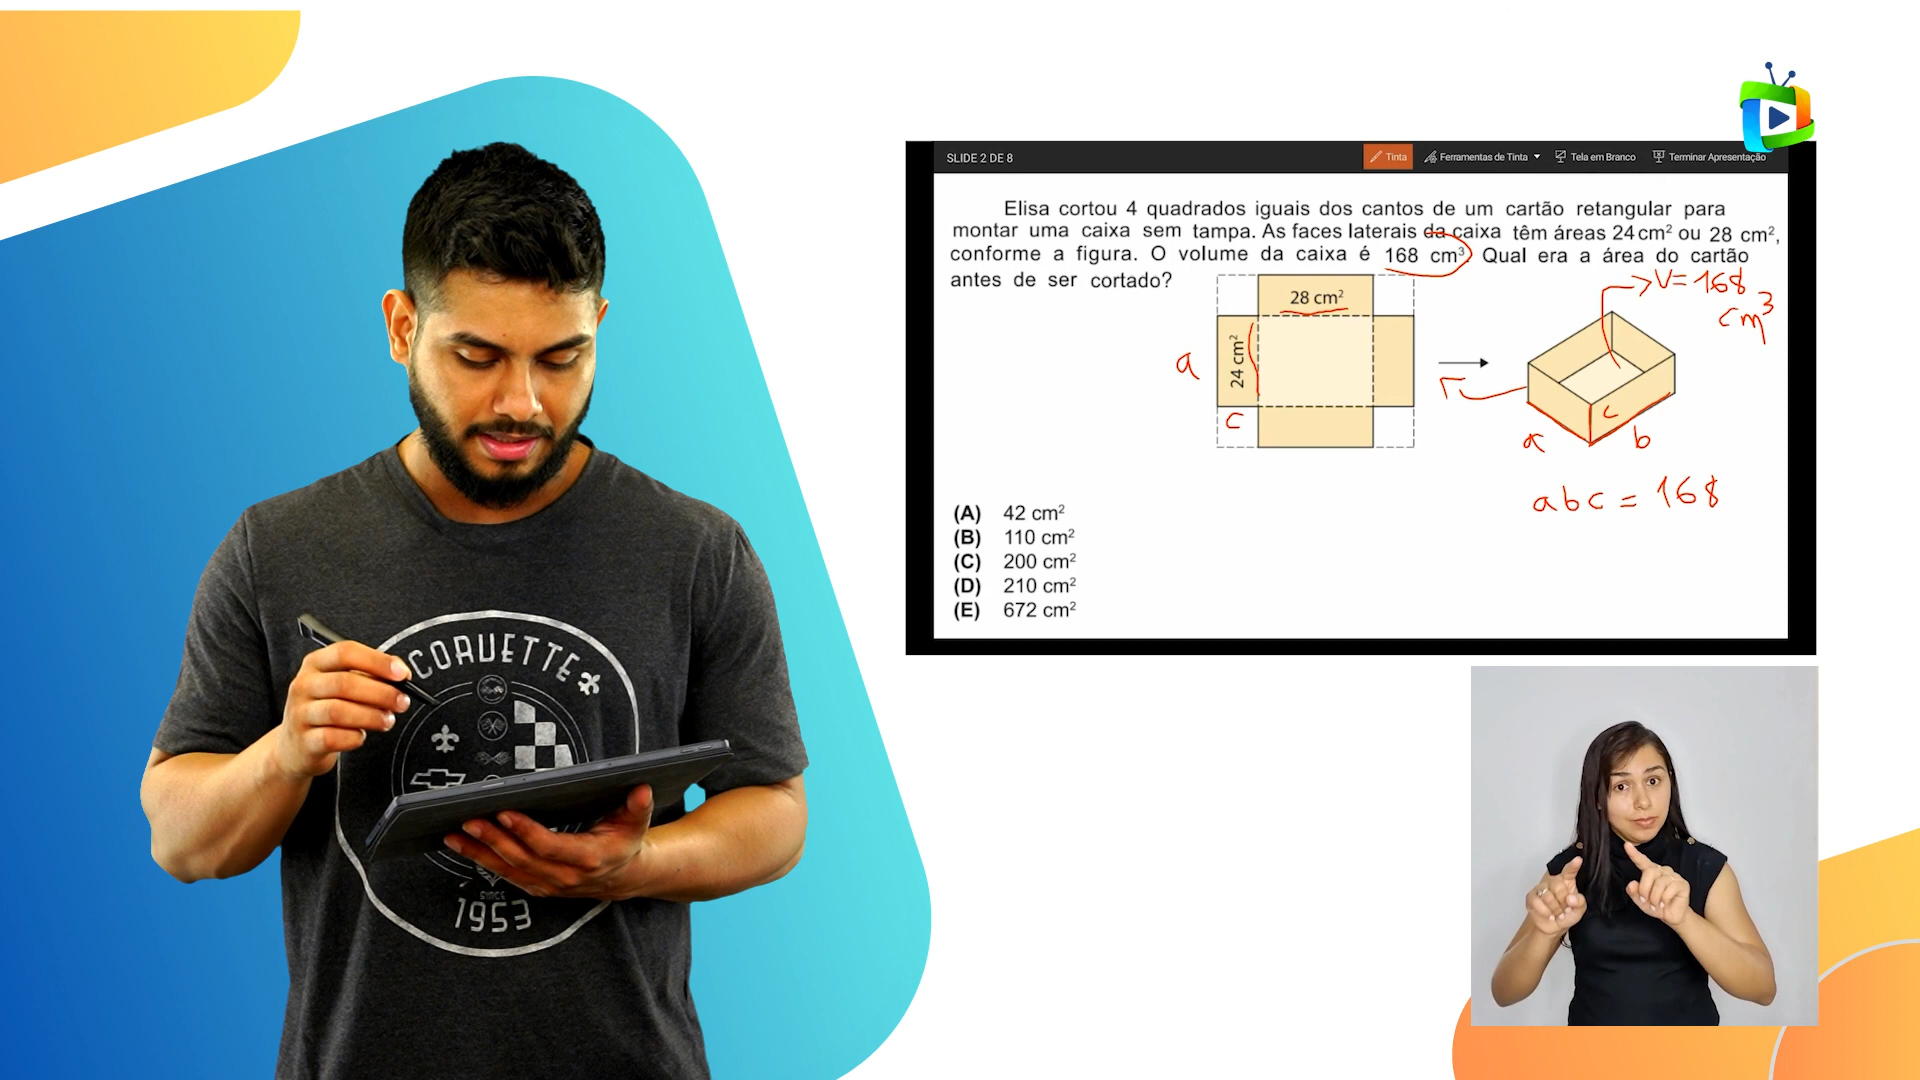 SLIDE 2 DE 8
Tinta
Ferramentas de Tinta
Tela em Branco
Terminar Apresentação
Elisa cortou 4 quadrados iguais dos cantos de um cartão retangular para
montar uma caixa sem tampa. As faces laterais da caixa têm áreas 24 cm² ou 28 cm²,
conforme a figura. O volume da caixa é 168 cm³. Qual era a área do cartão
antes de ser cortado?
28 cm²
24 cm²
a
c
V = 168
cm³
c
a
b
abc = 168
(A) 42 cm²
(B) 110 cm²
(C) 200 cm²
(D) 210 cm²
(E) 672 cm²
CORVETTE
SINCE
1953